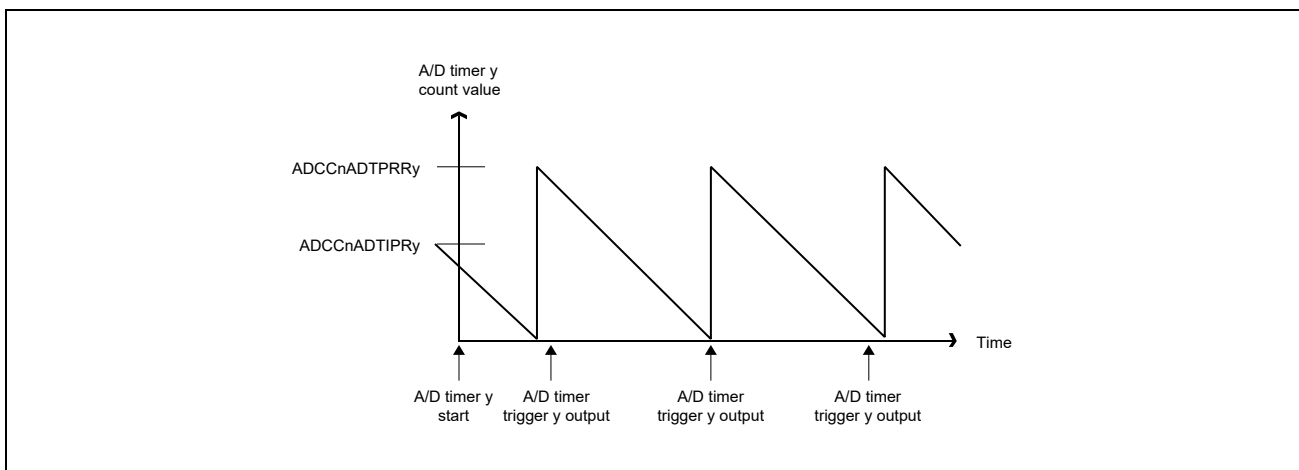 A/D timer y
count value
ADCCnADTPRRy
ADCCnADTIPRy
Time
A/D timer y
start
A/D timer
trigger y output
A/D timer
trigger y output
A/D timer
trigger y output